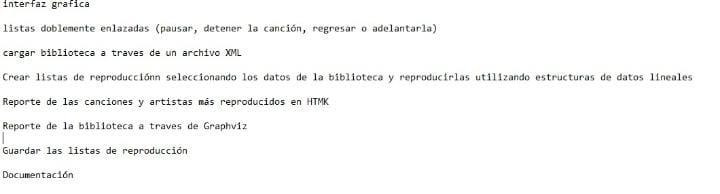 interfaz grafica
listas doblemente enlazadas (pausar, detener la canción, regresar o adelantarla)
cargar biblioteca a traves de un archivo XML
Crear listas de reproducciónn seleccionando los datos de la biblioteca y reproducirlas utilizando estructuras de datos lineales
Reporte de las canciones y artistas más reproducidos en HTMK
Reporte de la biblioteca a traves de Graphviz
Guardar las listas de reproducción
Documentación